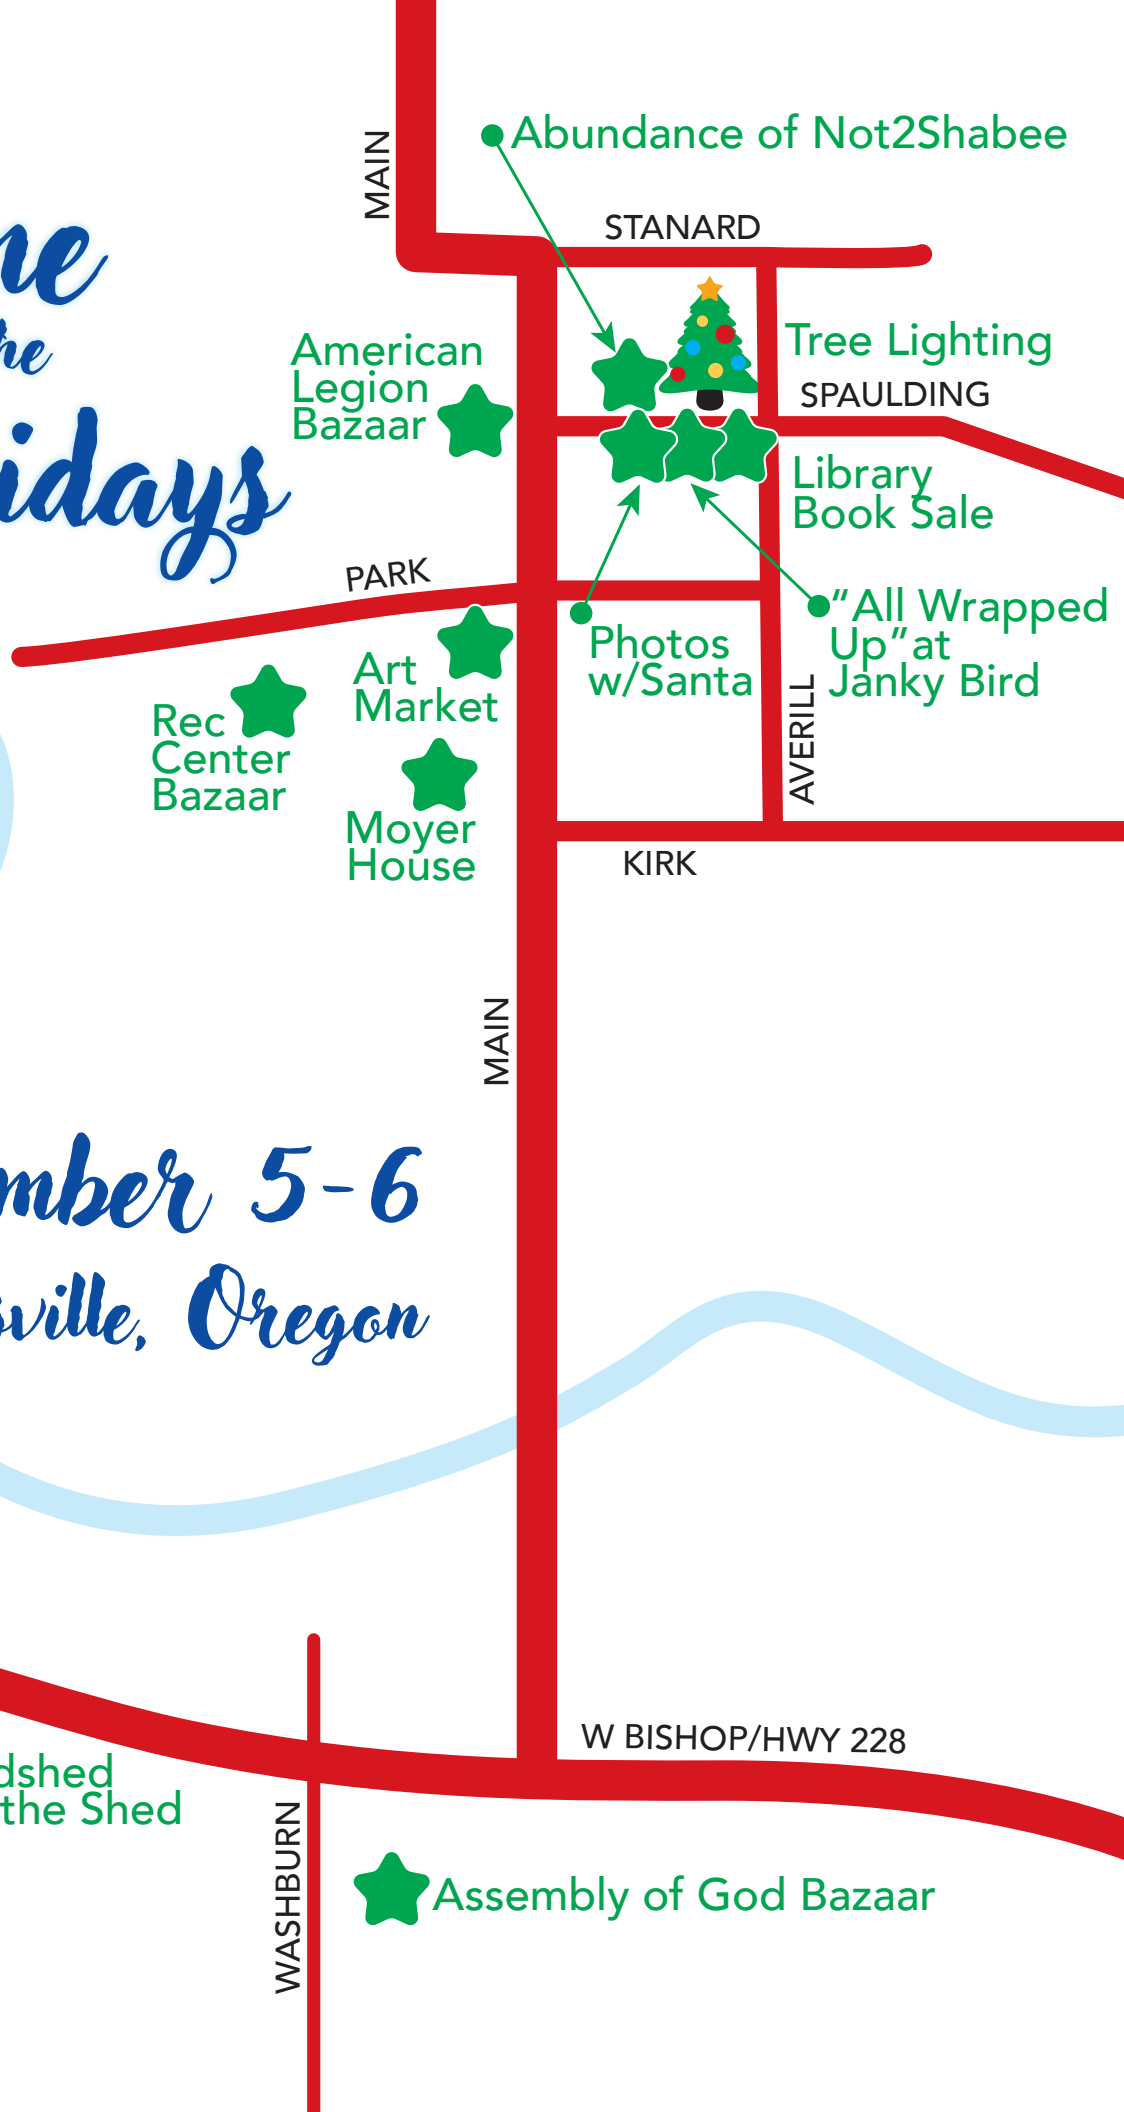 MAIN
Abundance of Not2Shabee
STANARD
Tree Lighting
American
Legion
Bazaar
SPAULDING
Library
Book Sale
PARK
"All Wrapped
Up"at
Janky Bird
Photos
w/Santa
Art
Market
Rec
Center
Bazaar
AVERILL
Moyer
House
KIRK
MAIN
mber 5-6
sville, Oregon
W BISHOP/HWY 228
dshed
the Shed
WASHBURN
Assembly of God Bazaar